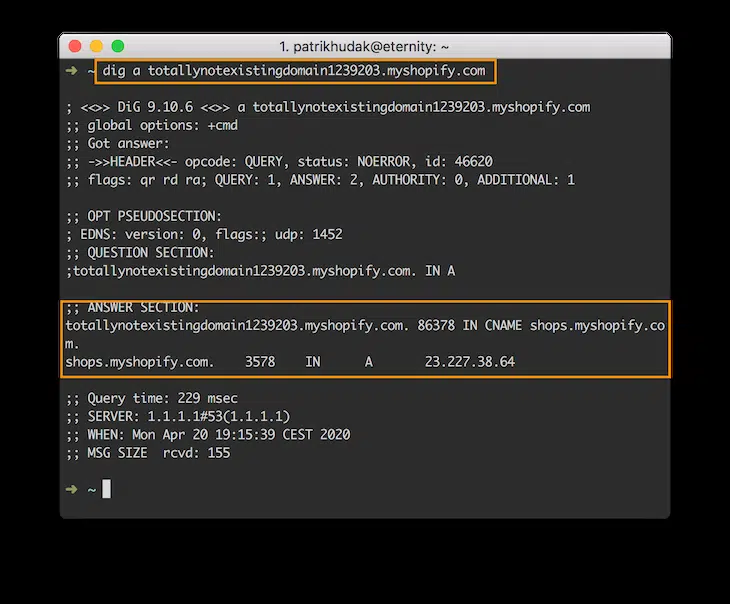 1. patrikhudak@eternity: ~
➜ ~ dig a totallynotexistingdomain1239203.myshopify.com
; <<>> DiG 9.10.6 <<>> a totallynotexistingdomain1239203.myshopify.com
;; global options: +cmd
;; Got answer:
;; ->>HEADER<<- opcode: QUERY, status: NOERROR, id: 46620
;; flags: qr rd ra; QUERY: 1, ANSWER: 2, AUTHORITY: 0, ADDITIONAL: 1
;; OPT PSEUDOSECTION:
; EDNS: version: 0, flags:; udp: 1452
;; QUESTION SECTION:
;totallynotexistingdomain1239203.myshopify.com. IN A
;; ANSWER SECTION:
totallynotexistingdomain1239203.myshopify.com. 86378 IN CNAME shops.myshopify.co
m.
shops.myshopify.com. 3578 IN A 23.227.38.64
;; Query time: 229 msec
;; SERVER: 1.1.1.1#53(1.1.1.1)
;; WHEN: Mon Apr 20 19:15:39 CEST 2020
;; MSG SIZE rcvd: 155
➜ ~